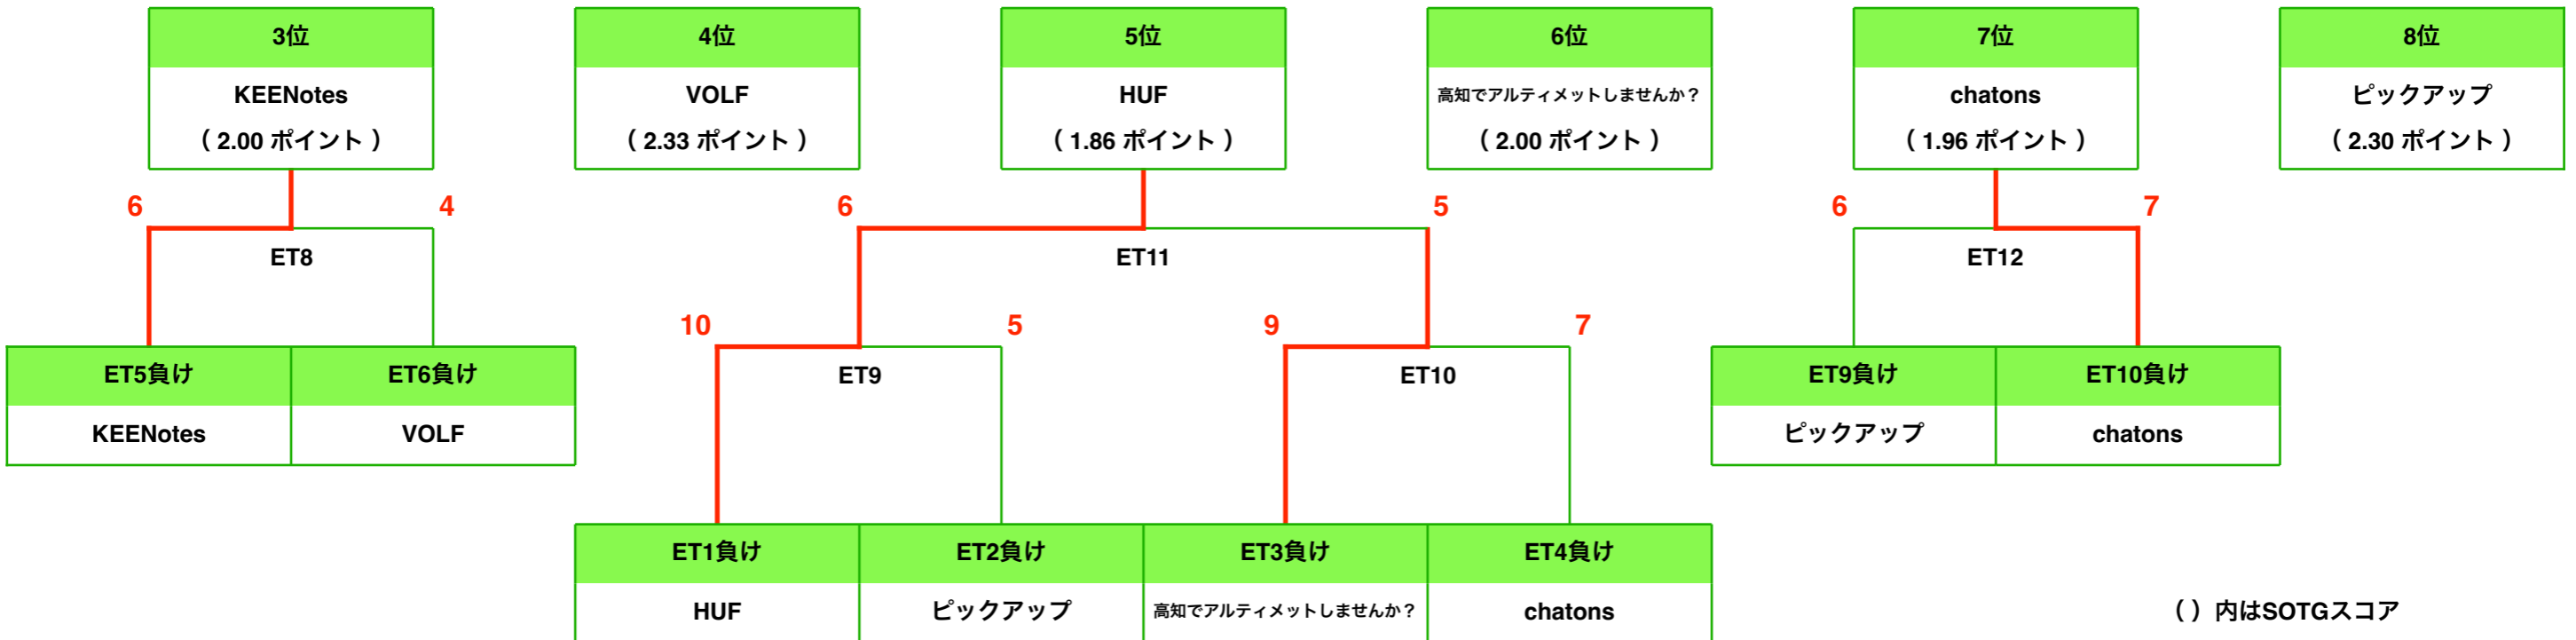 3位
KEENotes
（ 2.00 ポイント ）
4位
VOLF
（ 2.33 ポイント ）
5位
HUF
（ 1.86 ポイント ）
6位
高知でアルティメットしませんか？
（ 2.00 ポイント ）
7位
chatons
（ 1.96 ポイント ）
8位
ピックアップ
（ 2.30 ポイント ）
6
4
ET8
6
5
ET11
6
7
ET12
10
5
ET9
9
7
ET10
ET5負け
KEENotes
ET6負け
VOLF
ET9負け
ピックアップ
ET10負け
chatons
ET1負け
HUF
ET2負け
ピックアップ
ET3負け
高知でアルティメットしませんか？
ET4負け
chatons
（ ）内はSOTGスコア